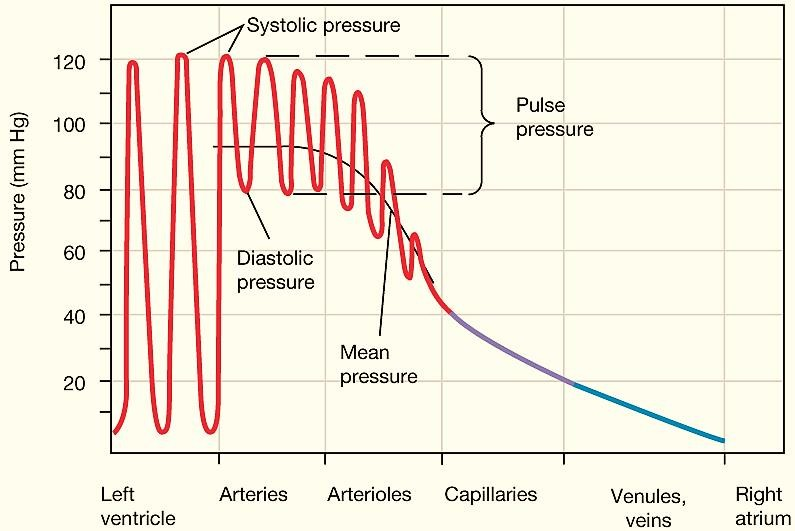 Systolic pressure
120
100
80
60
40
20
Pressure (mm Hg)
Pulse
pressure
Diastolic
pressure
Mean
pressure
Left
ventricle
Arteries
Arterioles
Capillaries
Venules,
veins
Right
atrium